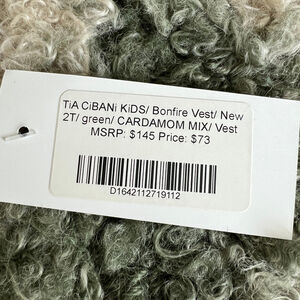 TiA CiBANi KiDS/ Bonfire Vest/ New
2T/ green/ CARDAMOM MIX/ Vest
MSRP: $145 Price: $73
D1642112719112